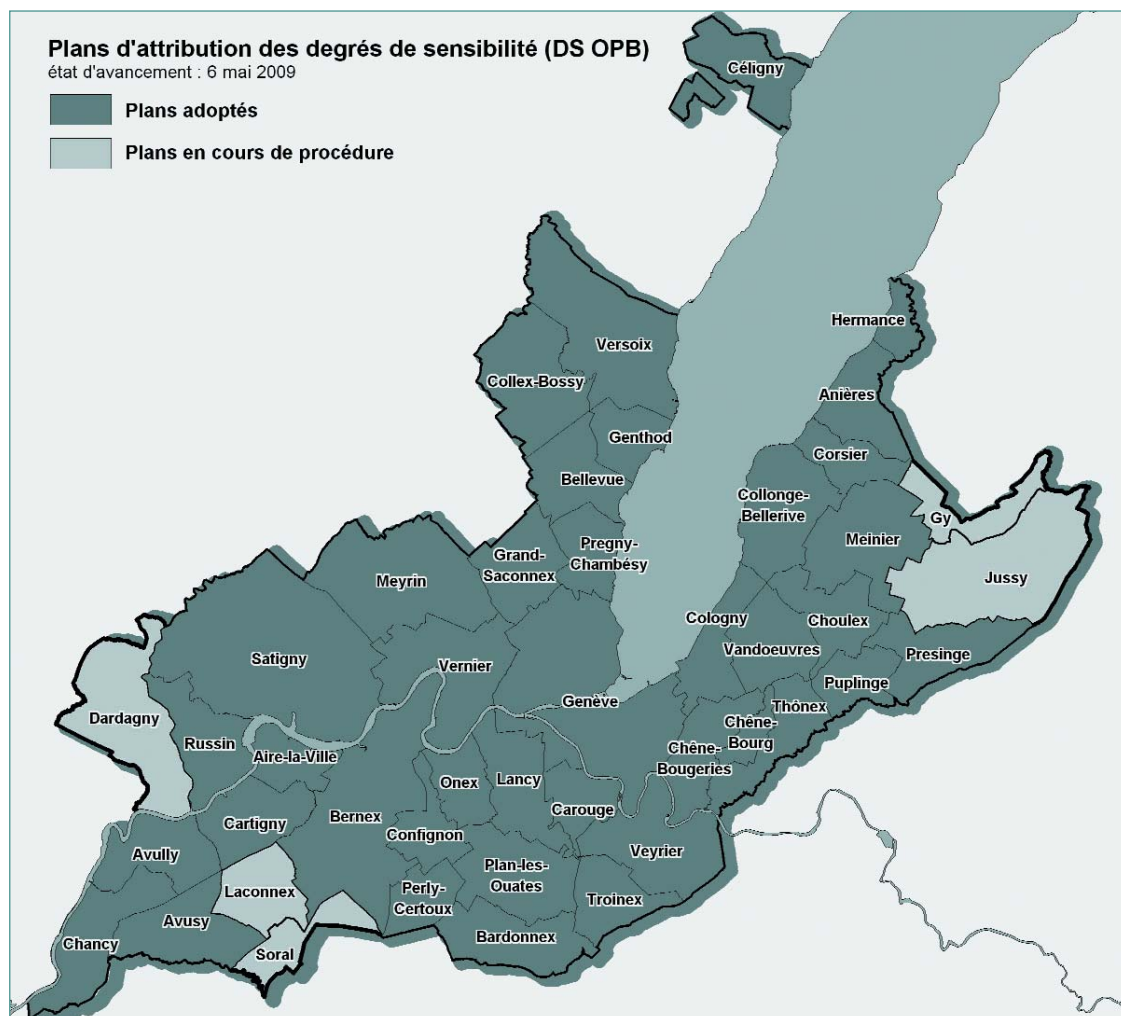 Plans d'attribution des degrés de sensibilité (DS OPB)
état d'avancement : 6 mai 2009
Plans adoptés
Plans en cours de procédure
Céligny
Hermance
Versoix
Collex-Bossy
Anières
Genthod
Corsier
Bellevue
Collonge-
Bellerive
Gy
Meinier
Pregny-
Chambésy
Grand-
Saconnex
Meyrin
Jussy
Cologny
Choulex
Vandoeuvres
Presinge
Satigny
Vernier
Puplinge
Genève
Thônex
Dardagny
Chêne-
Bourg
Russin
Aire-la-Ville
Chêne-
Bougeries
Onex
Lancy
Carouge
Bernex
Cartigny
Confignon
Veyrier
Avully
Plan-les-
Ouates
Laconnex
Perly-
Certoux
Troinex
Avusy
Bardonnex
Chancy
Soral